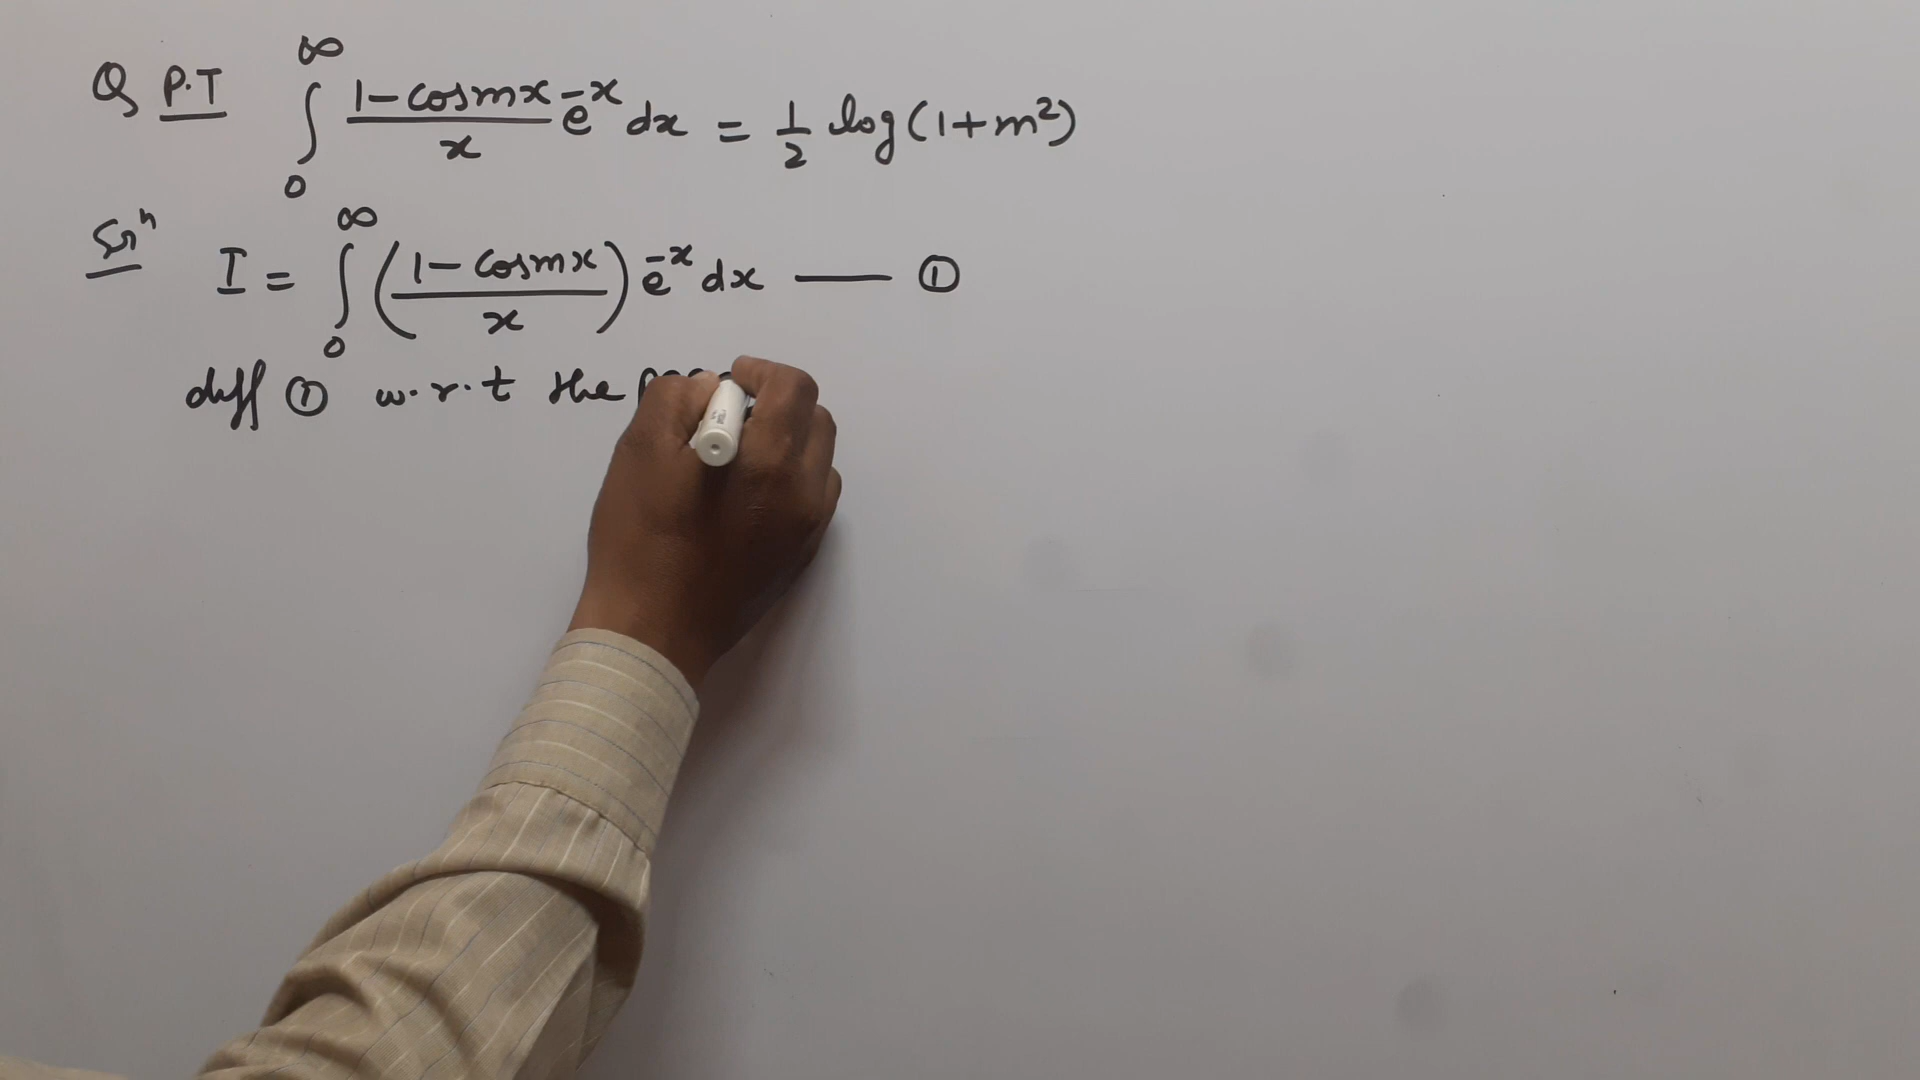 Q P.T ∫₀^∞ (1-cosmx)/x e^-x dx = 1/2 log(1+m²)
Solⁿ I = ∫₀^∞ ((1-cosmx)/x) e^-x dx — ①
diff ① w.r.t the